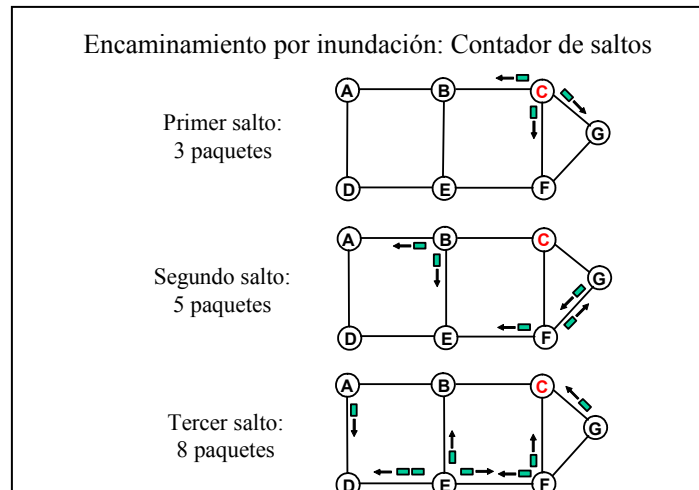 Encaminamiento por inundación: Contador de saltos
Primer salto:
3 paquetes
A B C
G
D E F
Segundo salto:
5 paquetes
A B C
G
D E F
Tercer salto:
8 paquetes
A B C
G
D E F